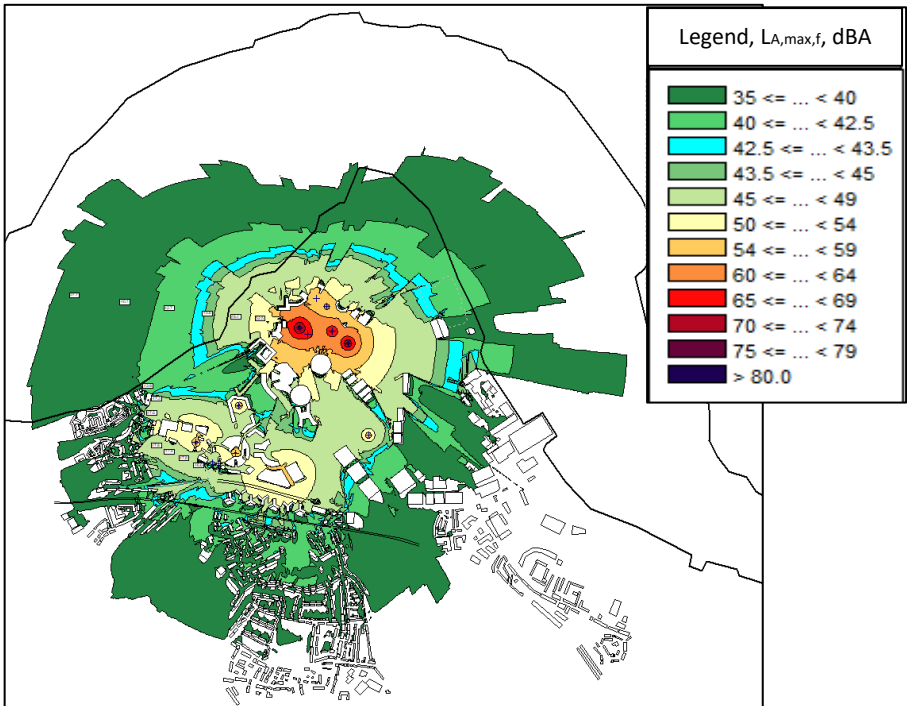 Legend, LA,max,f, dBA
35 <= ... < 40
40 <= ... < 42.5
42.5 <= ... < 43.5
43.5 <= ... < 45
45 <= ... < 49
50 <= ... < 54
54 <= ... < 59
60 <= ... < 64
65 <= ... < 69
70 <= ... < 74
75 <= ... < 79
> 80.0